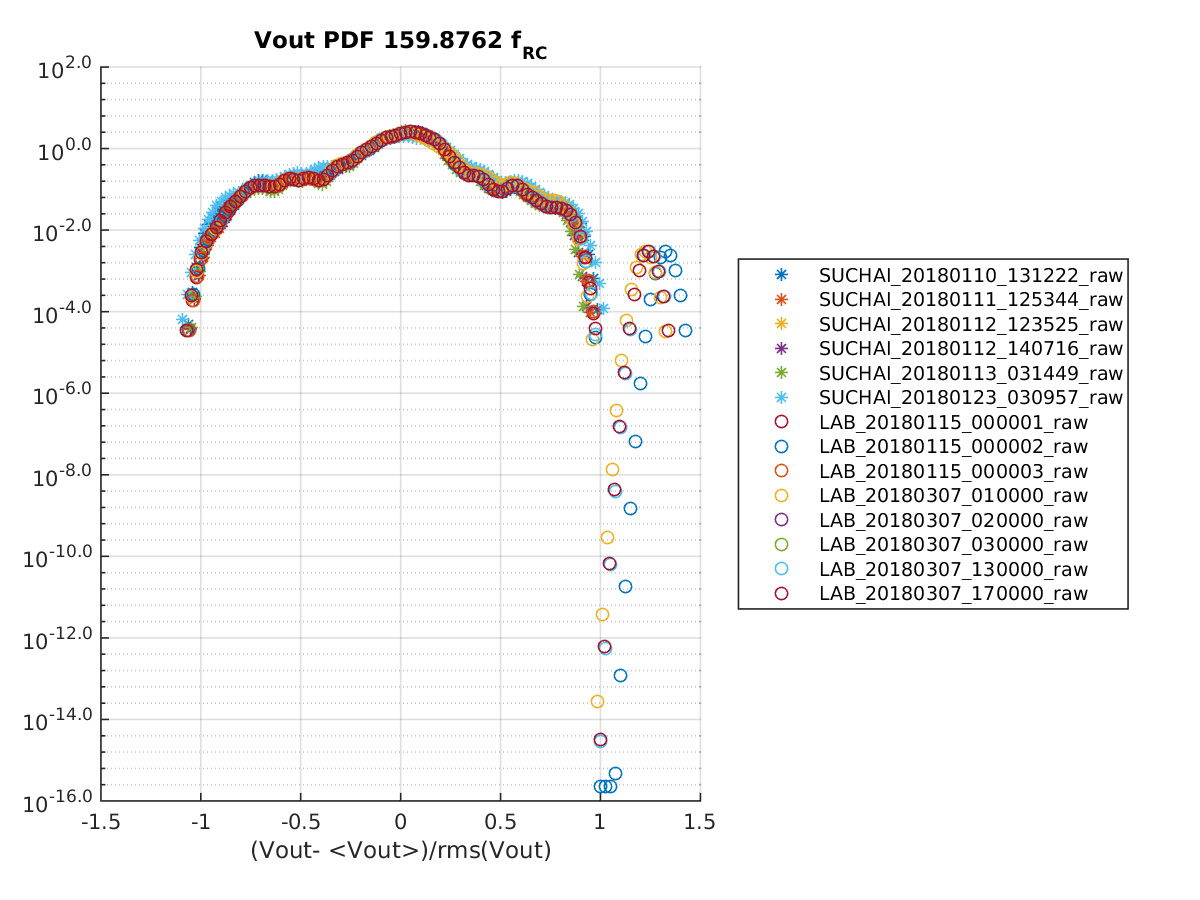 Vout PDF 159.8762 f_RC
10^2.0
10^0.0
10^-2.0
10^-4.0
10^-6.0
10^-8.0
10^-10.0
10^-12.0
10^-14.0
10^-16.0
-1.5 -1 -0.5 0 0.5 1 1.5
(Vout- <Vout>)/rms(Vout)
SUCHAI_20180110_131222_raw
SUCHAI_20180111_125344_raw
SUCHAI_20180112_123525_raw
SUCHAI_20180112_140716_raw
SUCHAI_20180113_031449_raw
SUCHAI_20180123_030957_raw
LAB_20180115_000001_raw
LAB_20180115_000002_raw
LAB_20180115_000003_raw
LAB_20180307_010000_raw
LAB_20180307_020000_raw
LAB_20180307_030000_raw
LAB_20180307_130000_raw
LAB_20180307_170000_raw